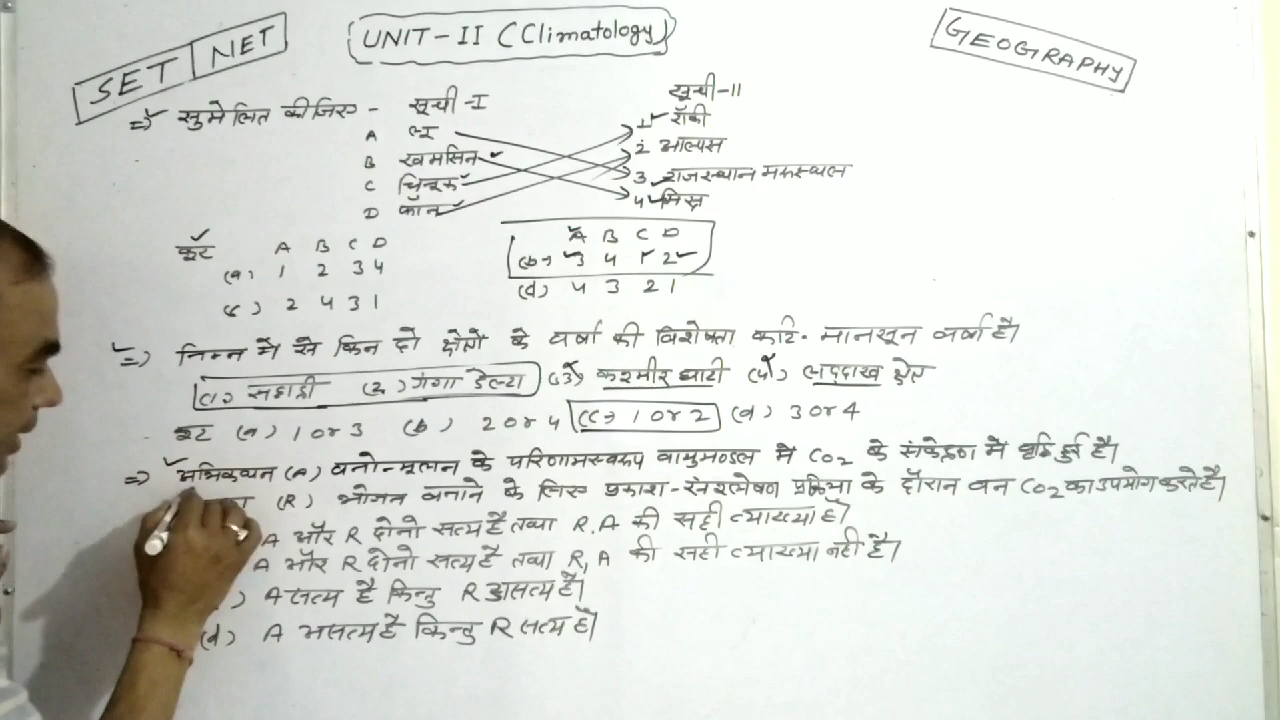 SET NET
UNIT-II (Climatology)
GEOGRAPHY
=> सुमेलित कीजिए - सूची-I सूची-II
A लू 1 रॉकी
B खमसिन 2 आल्पस
C चिनूक 3 राजस्थान मरुस्थल
D फान 4 मिस्र
कूट A B C D
(a) 1 2 3 4
(c) 2 4 3 1
A B C D
(b) 3 4 1 2
(d) 4 3 2 1
=> निम्न में से किन दो क्षेत्रों के वर्षा की विशेषता कटि. मानसून वर्षा है।
(1) सहाद्री (2) गंगा डेल्टा (3) कश्मीर घाटी (4) लद्दाख क्षेत्र
कूट (a) 1 or 3 (b) 2 or 4 (c) 1 or 2 (d) 3 or 4
=> अभिकथन (A) वनोन्मूलन के परिणामस्वरूप वायुमण्डल में CO2 के संकेन्द्रण में वृद्धि हुई है।
(R) भोजन बनाने के लिए प्रकाश-संश्लेषण प्रक्रिया के दौरान वन CO2 का उपयोग करते है।
A और R दोनो सत्य है तथा R, A की सही व्याख्या है।
A और R दोनो सत्य है तथा R, A की सही व्याख्या नही है।
) A सत्य है किन्तु R असत्य है।
(d) A असत्य है किन्तु R सत्य है।